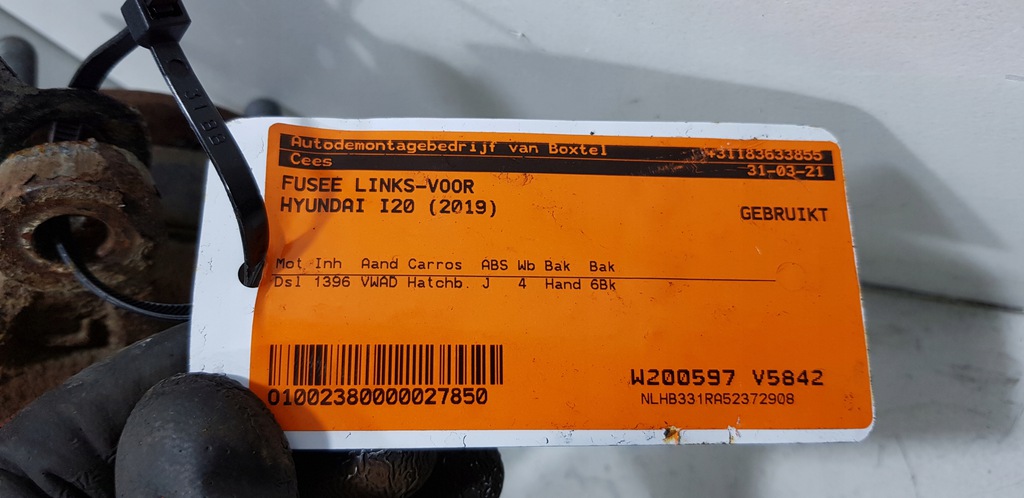 Autodemontagebedrijf van Boxtel +31183633855
Cees 31-03-21
FUSEE LINKS-VOOR
HYUNDAI I20 (2019) GEBRUIKT
Mot Inh Aand Carros ABS Wb Bak Bak
Dsl 1396 VWAD Hatchb. J 4 Hand 6Bk
01002380000027850
W200597 V5842
NLHB331RA52372908